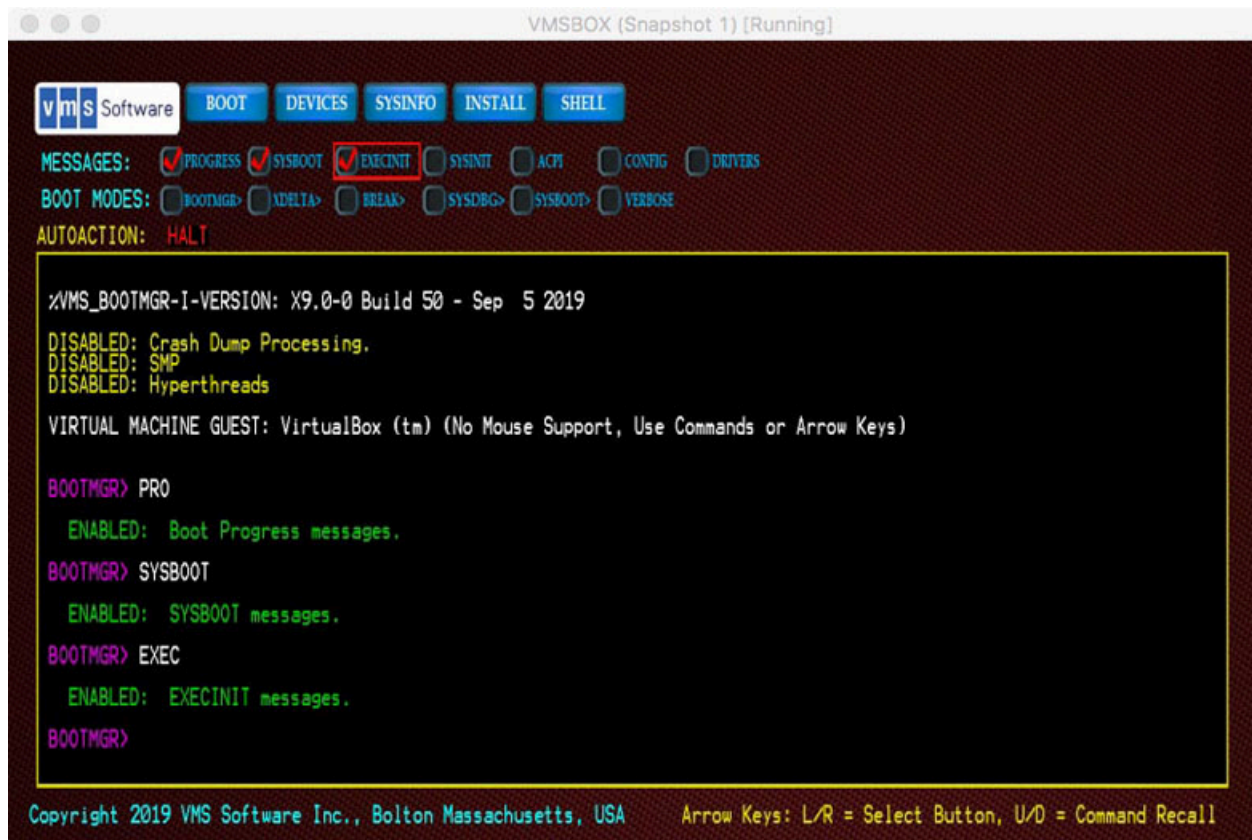 VMSBOX (Snapshot 1) [Running]
vms Software BOOT DEVICES SYSINFO INSTALL SHELL
MESSAGES: PROGRESS SYSBOOT EXECINIT SYSINIT ACPI CONFIG DRIVERS
BOOT MODES: BOOTMGR> XDELTA> BREAK> SYSDBG> SYSBOOT> VERBOSE
AUTOACTION: HALT
%VMS_BOOTMGR-I-VERSION: X9.0-0 Build 50 - Sep 5 2019
DISABLED: Crash Dump Processing.
DISABLED: SMP
DISABLED: Hyperthreads
VIRTUAL MACHINE GUEST: VirtualBox (tm) (No Mouse Support, Use Commands or Arrow Keys)
BOOTMGR> PRO
ENABLED: Boot Progress messages.
BOOTMGR> SYSBOOT
ENABLED: SYSBOOT messages.
BOOTMGR> EXEC
ENABLED: EXECINIT messages.
BOOTMGR>
Copyright 2019 VMS Software Inc., Bolton Massachusetts, USA Arrow Keys: L/R = Select Button, U/D = Command Recall